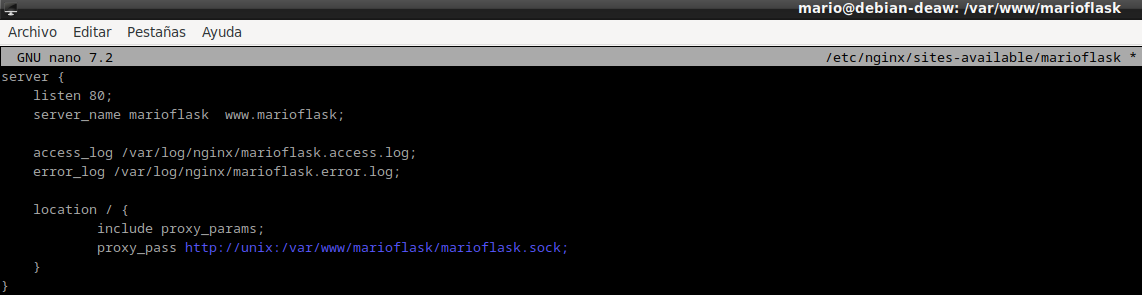 mario@debian-deaw: /var/www/marioflask
Archivo Editar Pestañas Ayuda
GNU nano 7.2 /etc/nginx/sites-available/marioflask *
server {
    listen 80;
    server_name marioflask  www.marioflask;

    access_log /var/log/nginx/marioflask.access.log;
    error_log /var/log/nginx/marioflask.error.log;

    location / {
            include proxy_params;
            proxy_pass http://unix:/var/www/marioflask/marioflask.sock;
    }
}